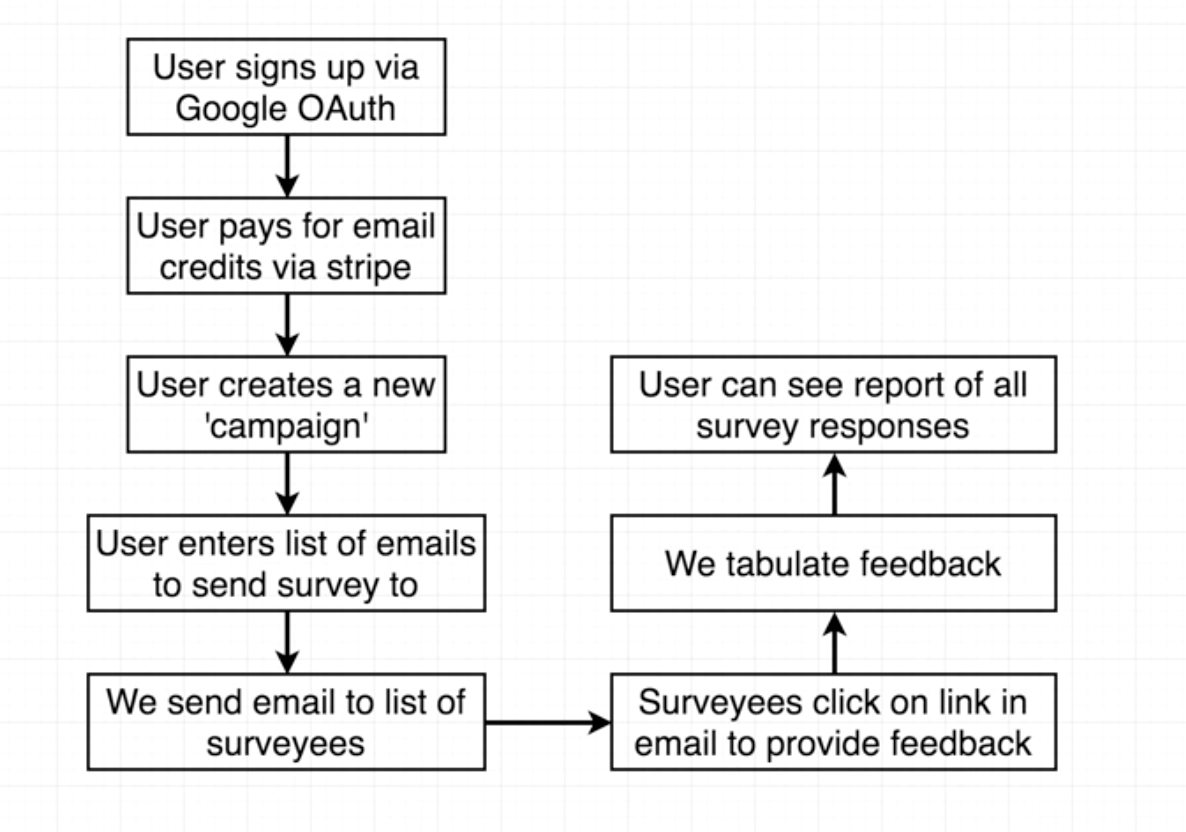 User signs up via
Google OAuth
User pays for email
credits via stripe
User creates a new
'campaign'
User enters list of emails
to send survey to
We send email to list of
surveyees
Surveyees click on link in
email to provide feedback
We tabulate feedback
User can see report of all
survey responses